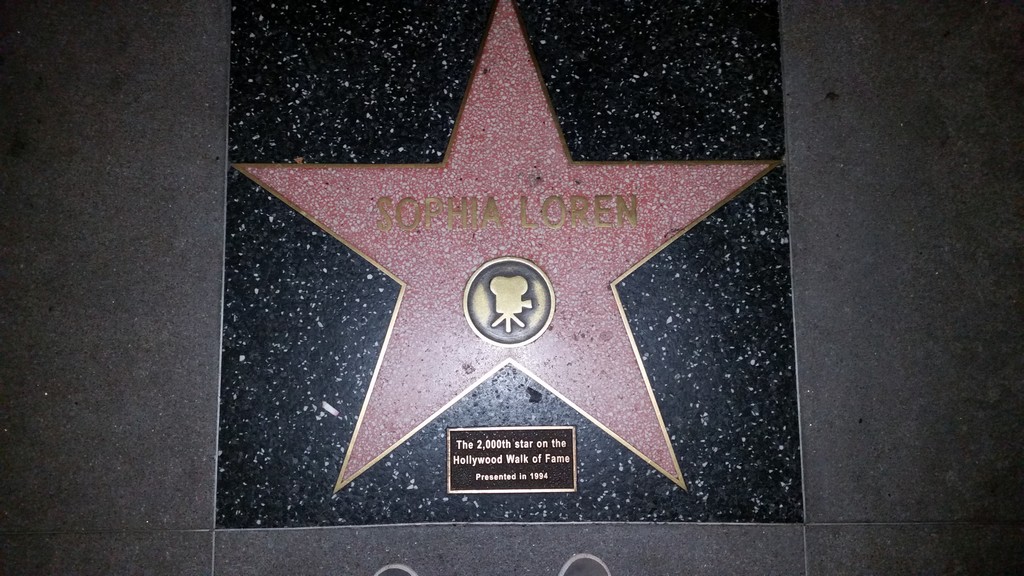 SOPHIA LOREN
The 2,000th star on the
Hollywood Walk of Fame
Presented in 1994